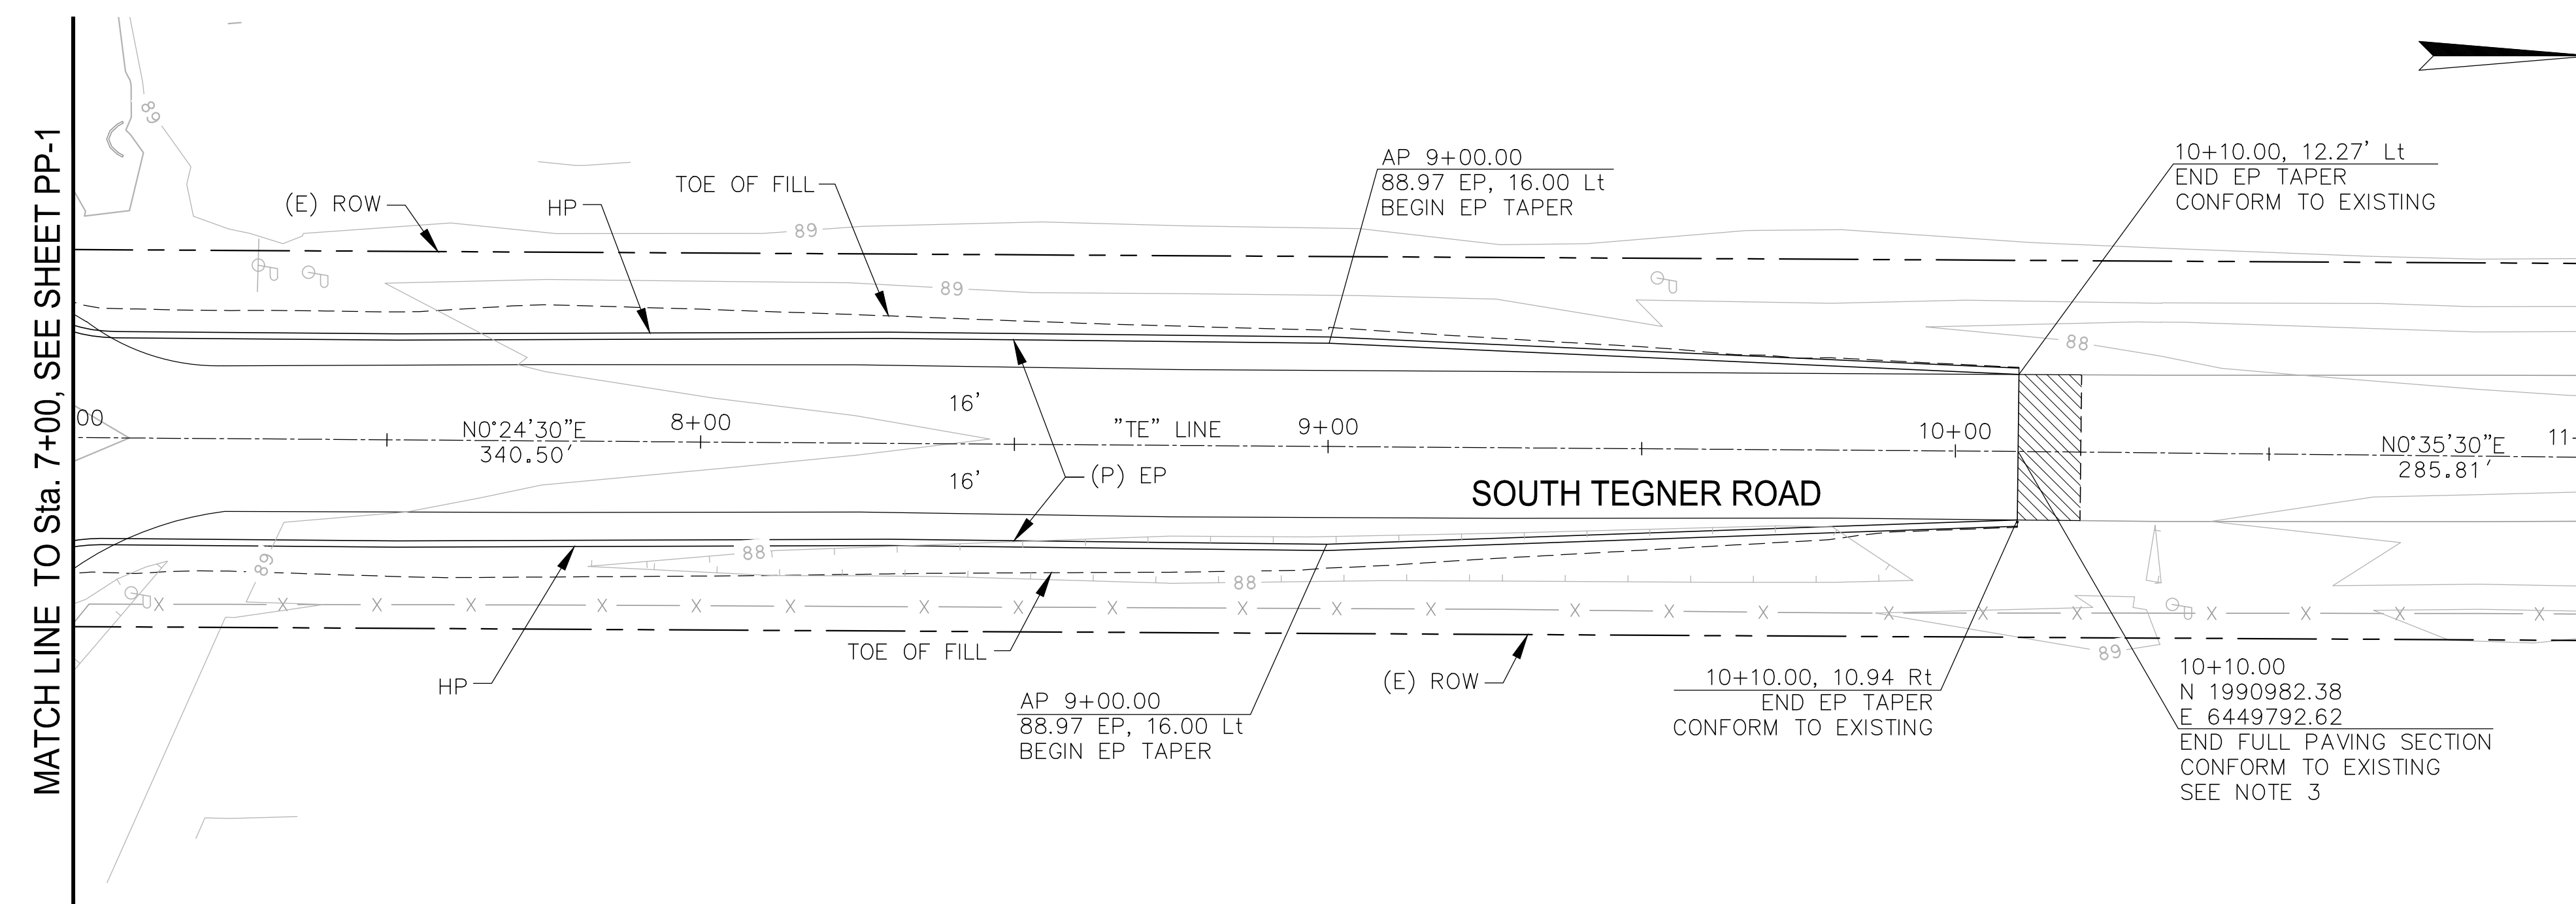 MATCH LINE TO Sta. 7+00, SEE SHEET PP-1
89
(E) ROW
HP
TOE OF FILL
AP 9+00.00
88.97 EP, 16.00 Lt
BEGIN EP TAPER
10+10.00, 12.27' Lt
END EP TAPER
CONFORM TO EXISTING
89
89
88
00
N0°24'30"E
340.50'
8+00
16'
"TE" LINE
9+00
10+00
N0°35'30"E
285.81'
11+
16'
(P) EP
SOUTH TEGNER ROAD
89
88
88
X X X X X X X X X X X X X X X X X X X X X X X X
HP
TOE OF FILL
AP 9+00.00
88.97 EP, 16.00 Lt
BEGIN EP TAPER
(E) ROW
10+10.00, 10.94 Rt
END EP TAPER
CONFORM TO EXISTING
89
10+10.00
N 1990982.38
E 6449792.62
END FULL PAVING SECTION
CONFORM TO EXISTING
SEE NOTE 3